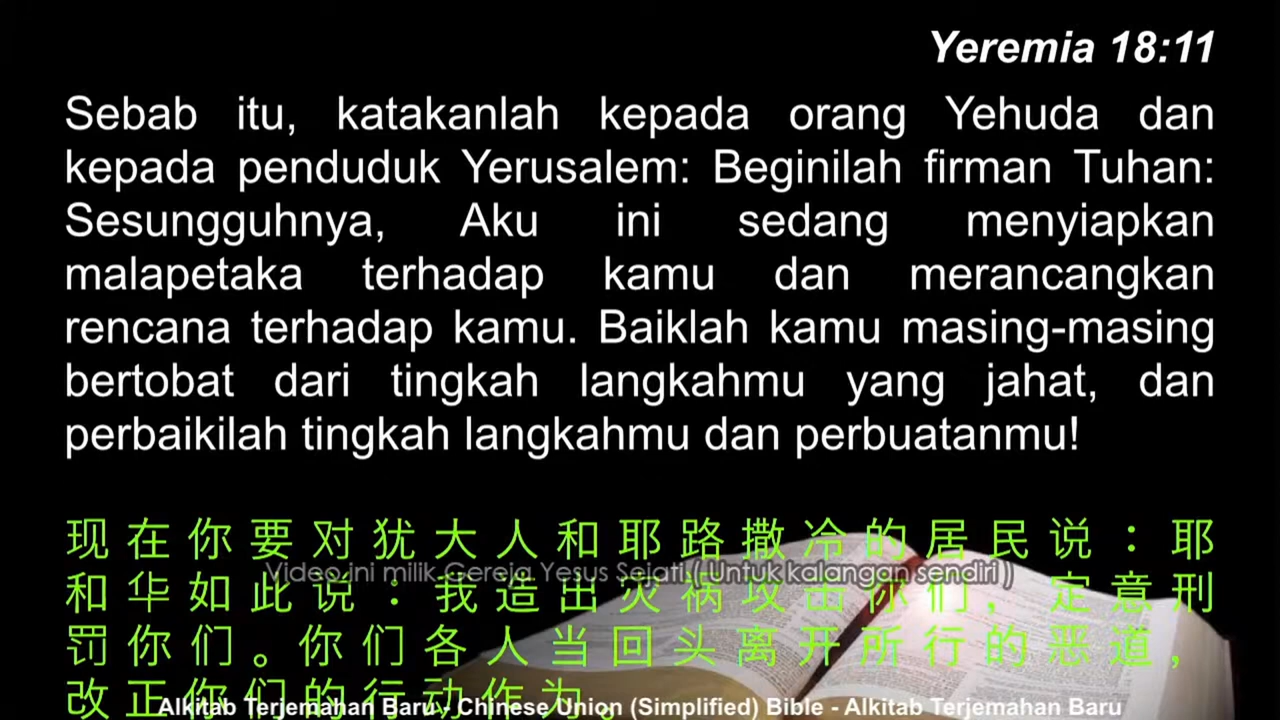 Yeremia 18:11
Sebab itu, katakanlah kepada orang Yehuda dan
kepada penduduk Yerusalem: Beginilah firman Tuhan:
Sesungguhnya, Aku ini sedang menyiapkan
malapetaka terhadap kamu dan merancangkan
rencana terhadap kamu. Baiklah kamu masing-masing
bertobat dari tingkah langkahmu yang jahat, dan
perbaikilah tingkah langkahmu dan perbuatanmu!
现在你要对犹大人和耶路撒冷的居民说：耶
Video ini milik Gereja Yesus Sejati ( Untuk kalangan sendiri )
和华如此说：我造出灾祸攻击你们，定意刑
罚你们。你们各人当回头离开所行的恶道，
改正你们的行动作为。
Alkitab Terjemahan Baru - Chinese Union (Simplified) Bible - Alkitab Terjemahan Baru